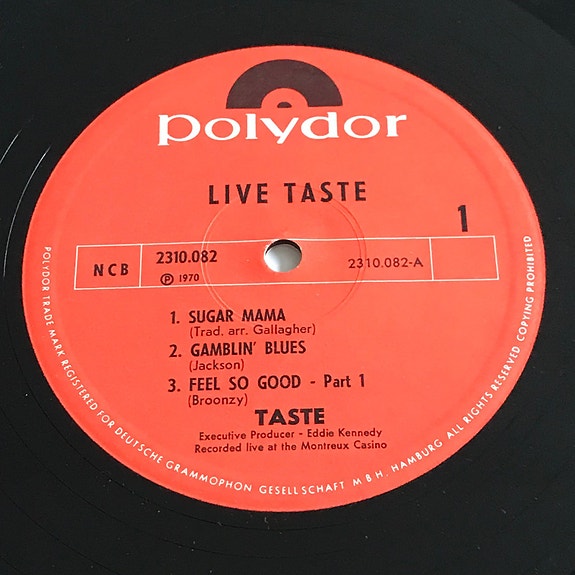 polydor
LIVE TASTE
1
NCB
2310.082
℗ 1970
2310.082-A
1. SUGAR MAMA
(Trad. arr. Gallagher)
2. GAMBLIN' BLUES
(Jackson)
3. FEEL SO GOOD - Part 1
(Broonzy)
TASTE
Executive Producer - Eddie Kennedy
Recorded live at the Montreux Casino
POLYDOR TRADE MARK REGISTERED FOR DEUTSCHE GRAMMOPHON GESELLSCHAFT M B H, HAMBURG ALL RIGHTS RESERVED COPYING PROHIBITED